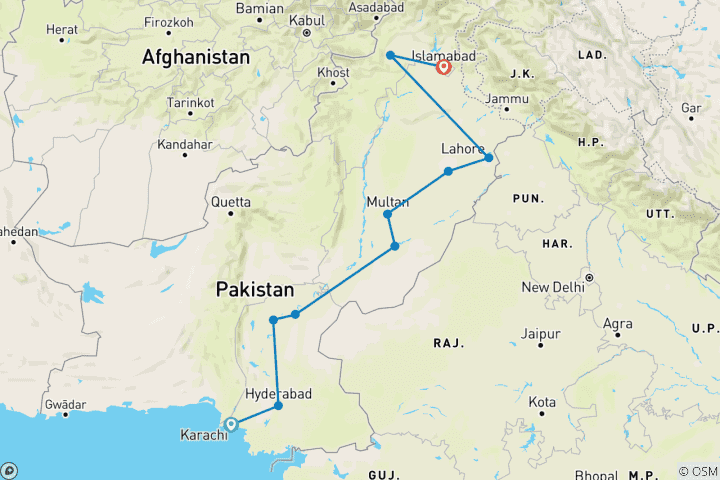 Asadabad
Bamian
Firozkoh
Kabul
Herat
Islamabad
Afghanistan
LAD.
Khost
J.K.
Tarinkot
Jammu
Gar
Kandahar
Lahore
H.P.
Quetta
Multan
PUN.
UTT.
ahedan
HAR.
Pakistan
New Delhi
Agra
U.P.
Jaipur
RAJ.
Hyderabad
Gwādar
Kota
Karachi
GUJ.
Bhopal
M.P.
© OSM